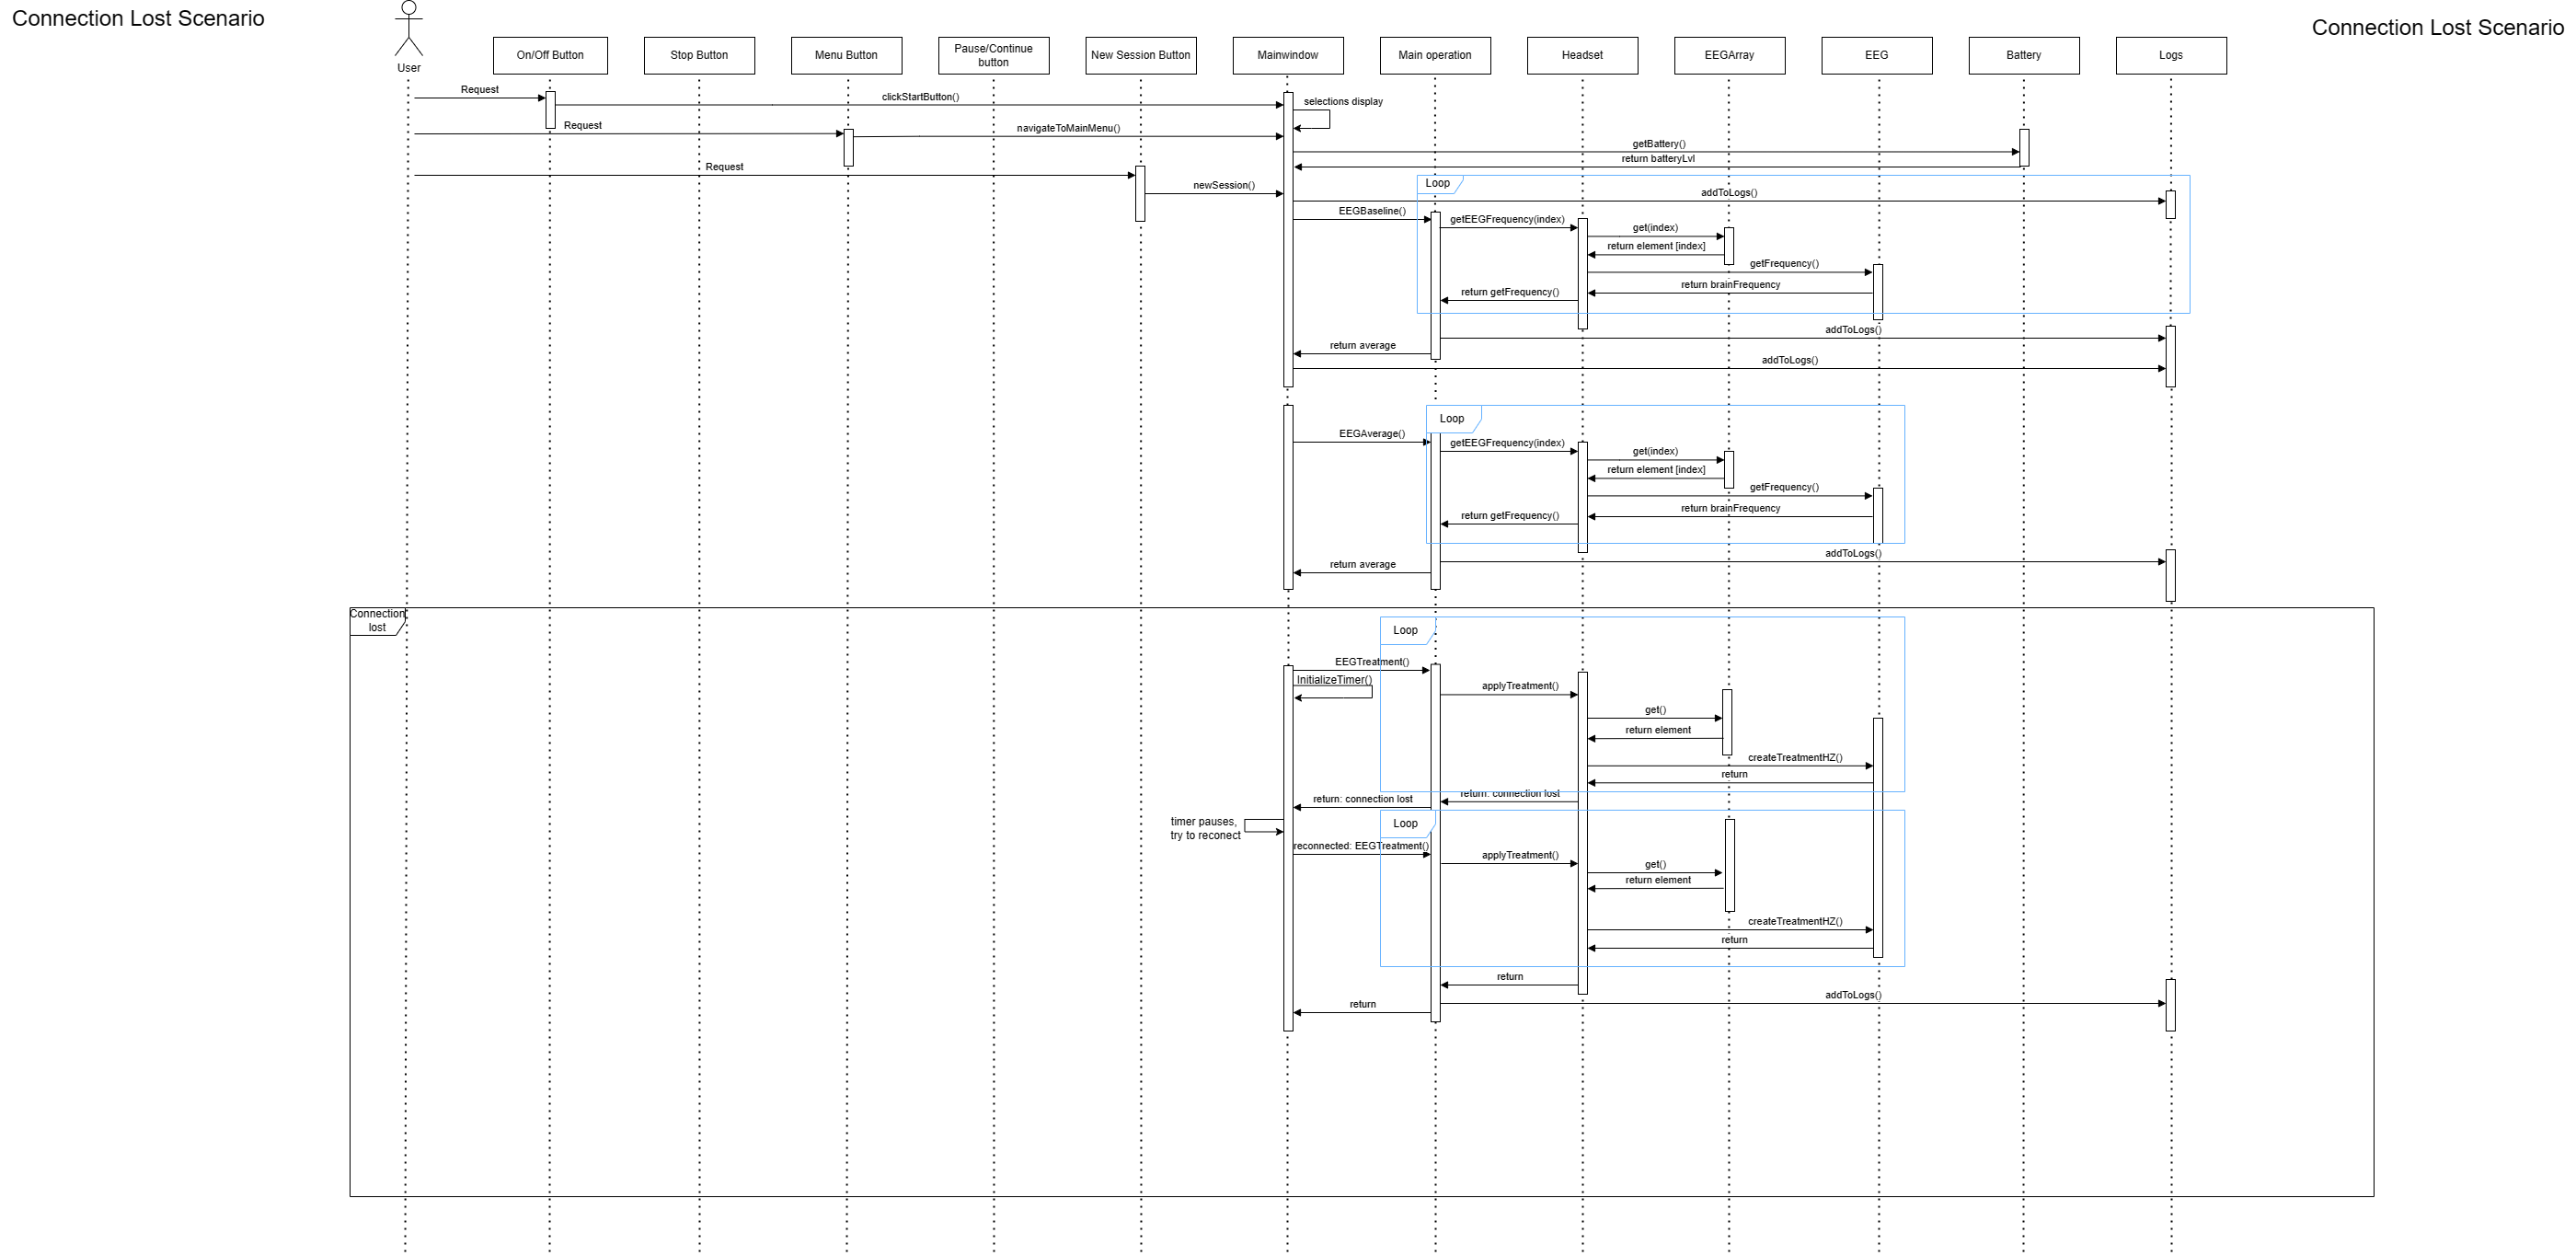 Connection Lost Scenario
Connection Lost Scenario
User
On/Off Button
Stop Button
Menu Button
Pause/Continue
button
New Session Button
Mainwindow
Main operation
Headset
EEGArray
EEG
Battery
Logs
Request
clickStartButton()
selections display
Request
navigateToMainMenu()
getBattery()
return batteryLvl
Request
newSession()
Loop
addToLogs()
EEGBaseline()
getEEGFrequency(index)
get(index)
return element [index]
getFrequency()
return brainFrequency
return getFrequency()
addToLogs()
return average
addToLogs()
Loop
EEGAverage()
getEEGFrequency(index)
get(index)
return element [index]
getFrequency()
return brainFrequency
return getFrequency()
addToLogs()
return average
Connection
lost
Loop
EEGTreatment()
InitializeTimer()
applyTreatment()
get()
return element
createTreatmentHZ()
return
return: connection lost
return: connection lost
timer pauses,
try to reconect
Loop
reconnected: EEGTreatment()
applyTreatment()
get()
return element
createTreatmentHZ()
return
return
addToLogs()
return